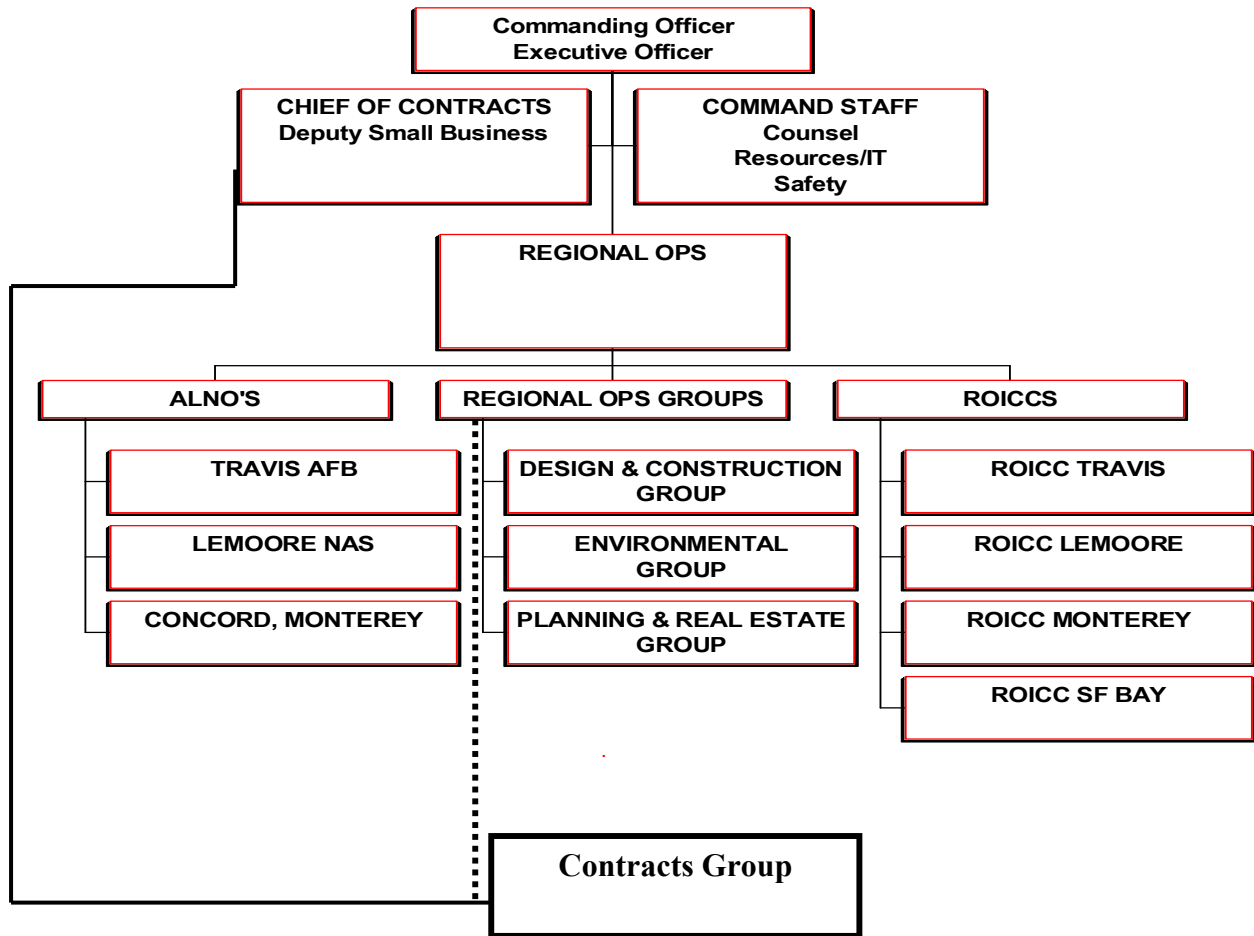 Commanding Officer
Executive Officer
CHIEF OF CONTRACTS
Deputy Small Business
COMMAND STAFF
Counsel
Resources/IT
Safety
REGIONAL OPS
ALNO'S
REGIONAL OPS GROUPS
ROICCS
TRAVIS AFB
LEMOORE NAS
CONCORD, MONTEREY
DESIGN & CONSTRUCTION
GROUP
ENVIRONMENTAL
GROUP
PLANNING & REAL ESTATE
GROUP
ROICC TRAVIS
ROICC LEMOORE
ROICC MONTEREY
ROICC SF BAY
Contracts Group